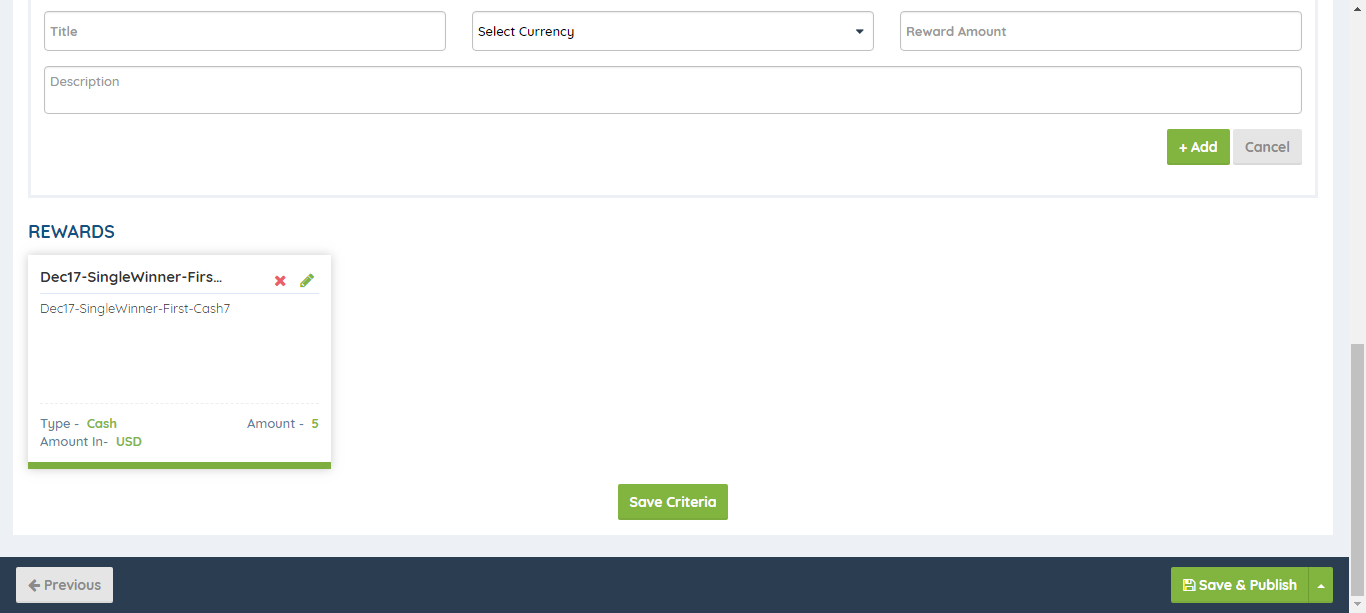 Title
Select Currency
Reward Amount
Description
+ Add
Cancel
REWARDS
Dec17-SingleWinner-Firs...
Dec17-SingleWinner-First-Cash7
Type - Cash
Amount - 5
Amount In- USD
Save Criteria
Previous
Save & Publish